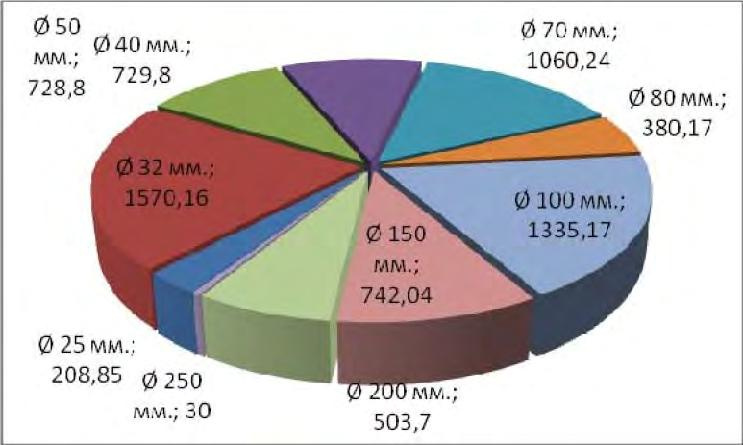 Ø 50
мм.;
728,8
Ø 40 мм.;
729,8
Ø 70 мм.;
1060,24
Ø 80 мм.;
380,17
Ø 32 мм.;
1570,16
Ø 100 мм.;
1335,17
Ø 150
мм.;
742,04
Ø 25 мм.;
208,85
Ø 250
мм.; 30
Ø 200 мм.;
503,7